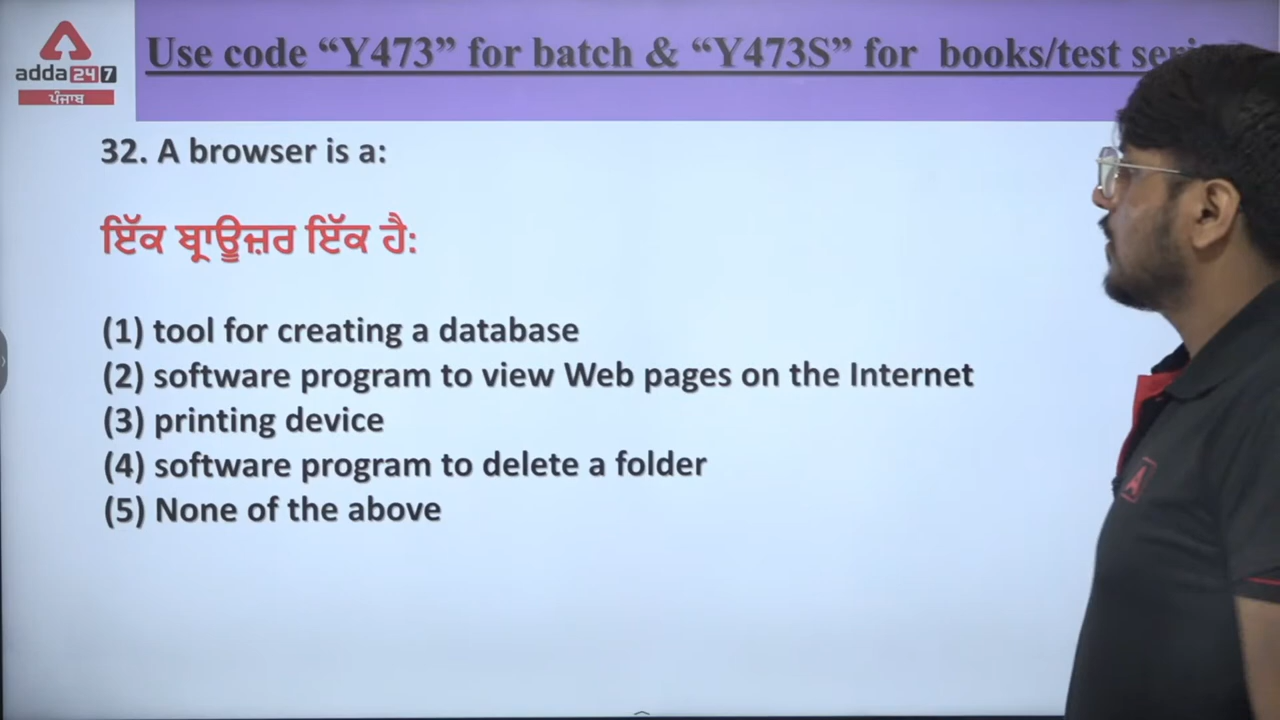 adda 247
ਪੰਜਾਬ
Use code “Y473” for batch & “Y473S” for books/test
32. A browser is a:
ਇੱਕ ਬ੍ਰਾਊਜ਼ਰ ਇੱਕ ਹੈ:
(1) tool for creating a database
(2) software program to view Web pages on the Internet
(3) printing device
(4) software program to delete a folder
(5) None of the above
A